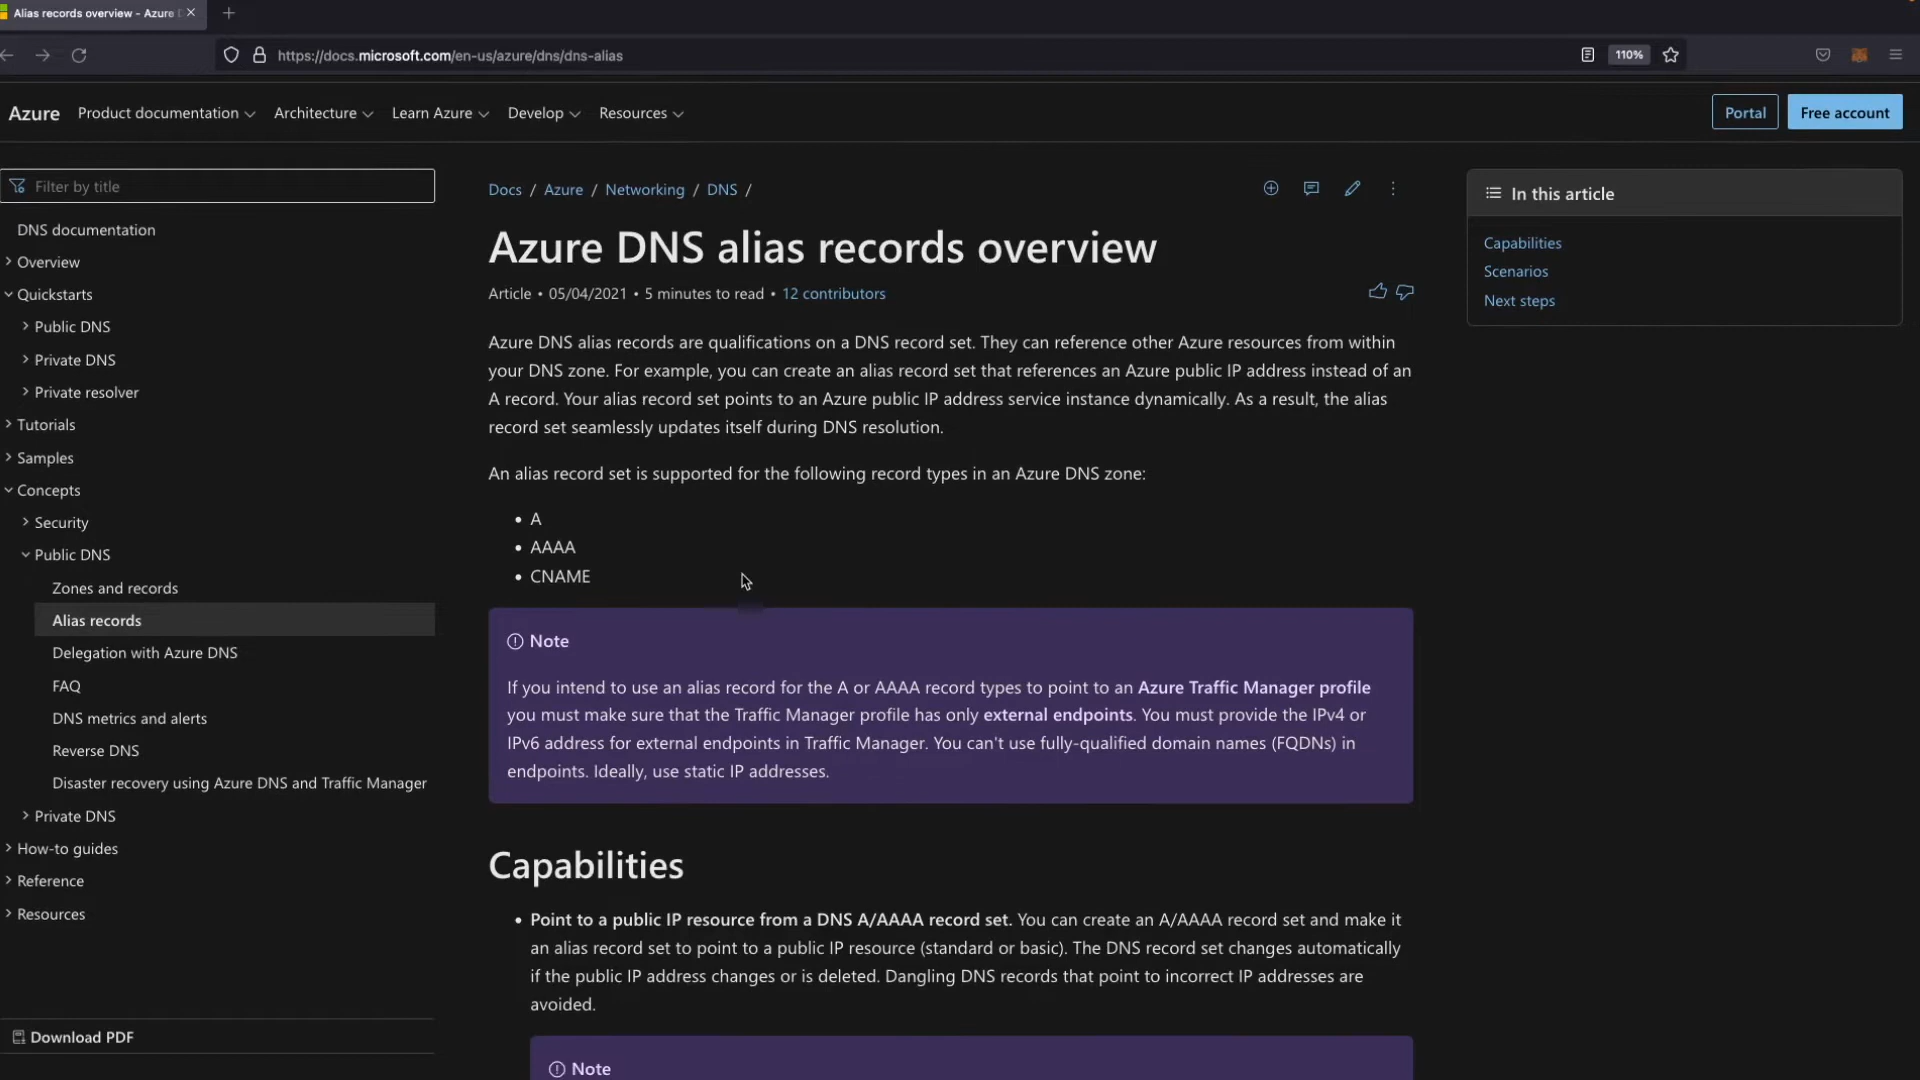 Alias records overview - Azure D
https://docs.microsoft.com/en-us/azure/dns/dns-alias
110%
Azure
Product documentation
Architecture
Learn Azure
Develop
Resources
Portal
Free account
Filter by title
DNS documentation
Overview
Quickstarts
Public DNS
Private DNS
Private resolver
Tutorials
Samples
Concepts
Security
Public DNS
Zones and records
Alias records
Delegation with Azure DNS
FAQ
DNS metrics and alerts
Reverse DNS
Disaster recovery using Azure DNS and Traffic Manager
Private DNS
How-to guides
Reference
Resources
Download PDF
Docs / Azure / Networking / DNS /
Azure DNS alias records overview
Article • 05/04/2021 • 5 minutes to read • 12 contributors
Azure DNS alias records are qualifications on a DNS record set. They can reference other Azure resources from within
your DNS zone. For example, you can create an alias record set that references an Azure public IP address instead of an
A record. Your alias record set points to an Azure public IP address service instance dynamically. As a result, the alias
record set seamlessly updates itself during DNS resolution.
An alias record set is supported for the following record types in an Azure DNS zone:
• A
• AAAA
• CNAME
Note
If you intend to use an alias record for the A or AAAA record types to point to an Azure Traffic Manager profile
you must make sure that the Traffic Manager profile has only external endpoints. You must provide the IPv4 or
IPv6 address for external endpoints in Traffic Manager. You can't use fully-qualified domain names (FQDNs) in
endpoints. Ideally, use static IP addresses.
Capabilities
• Point to a public IP resource from a DNS A/AAAA record set. You can create an A/AAAA record set and make it
an alias record set to point to a public IP resource (standard or basic). The DNS record set changes automatically
if the public IP address changes or is deleted. Dangling DNS records that point to incorrect IP addresses are
avoided.
Note
In this article
Capabilities
Scenarios
Next steps